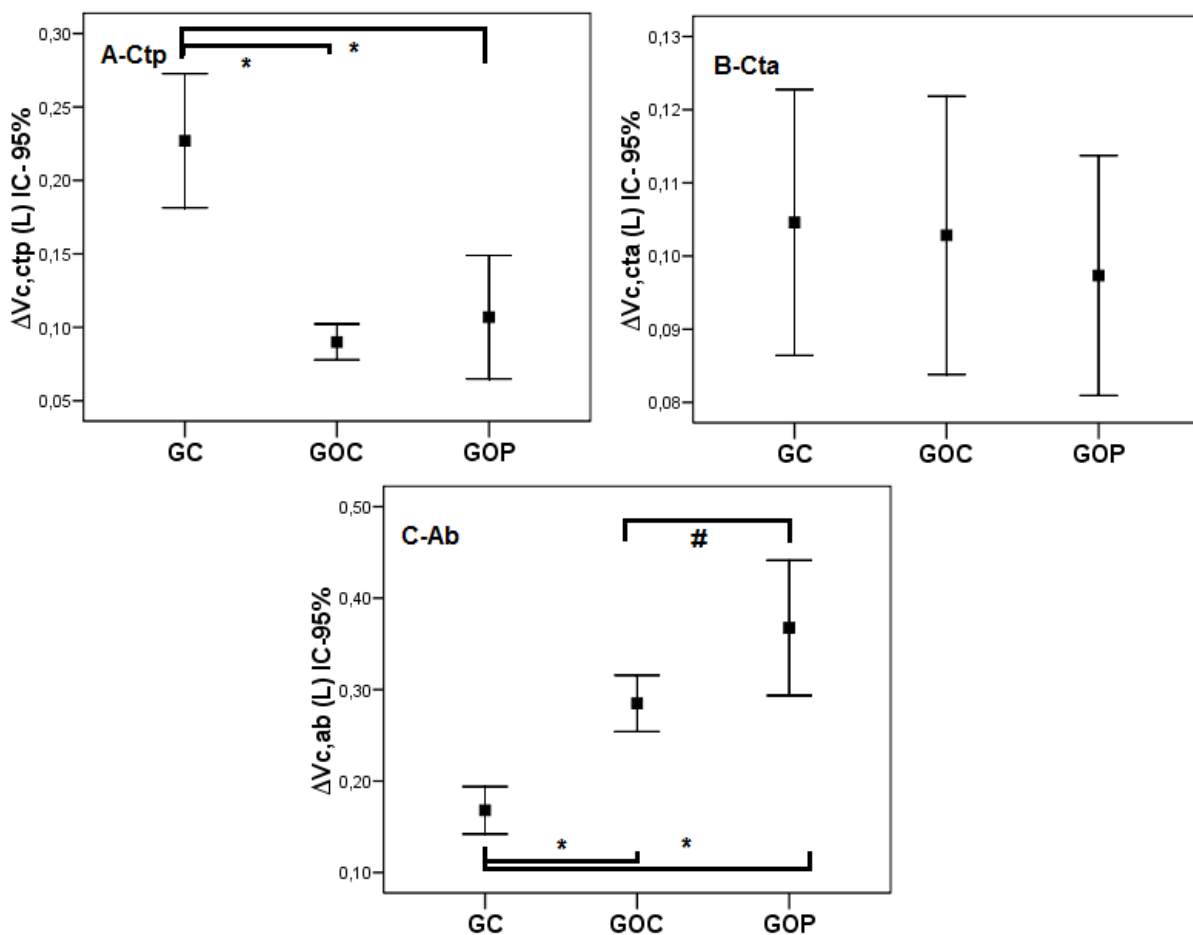 A-Ctp
*
*
ΔVc,ctp (L) IC- 95%
0,30
0,25
0,20
0,15
0,10
0,05
GC GOC GOP
B-Cta
ΔVc,cta (L) IC- 95%
0,13
0,12
0,11
0,10
0,09
0,08
GC GOC GOP
C-Ab
#
ΔVc,ab (L) IC-95%
0,50
0,40
0,30
0,20
0,10
* *
GC GOC GOP